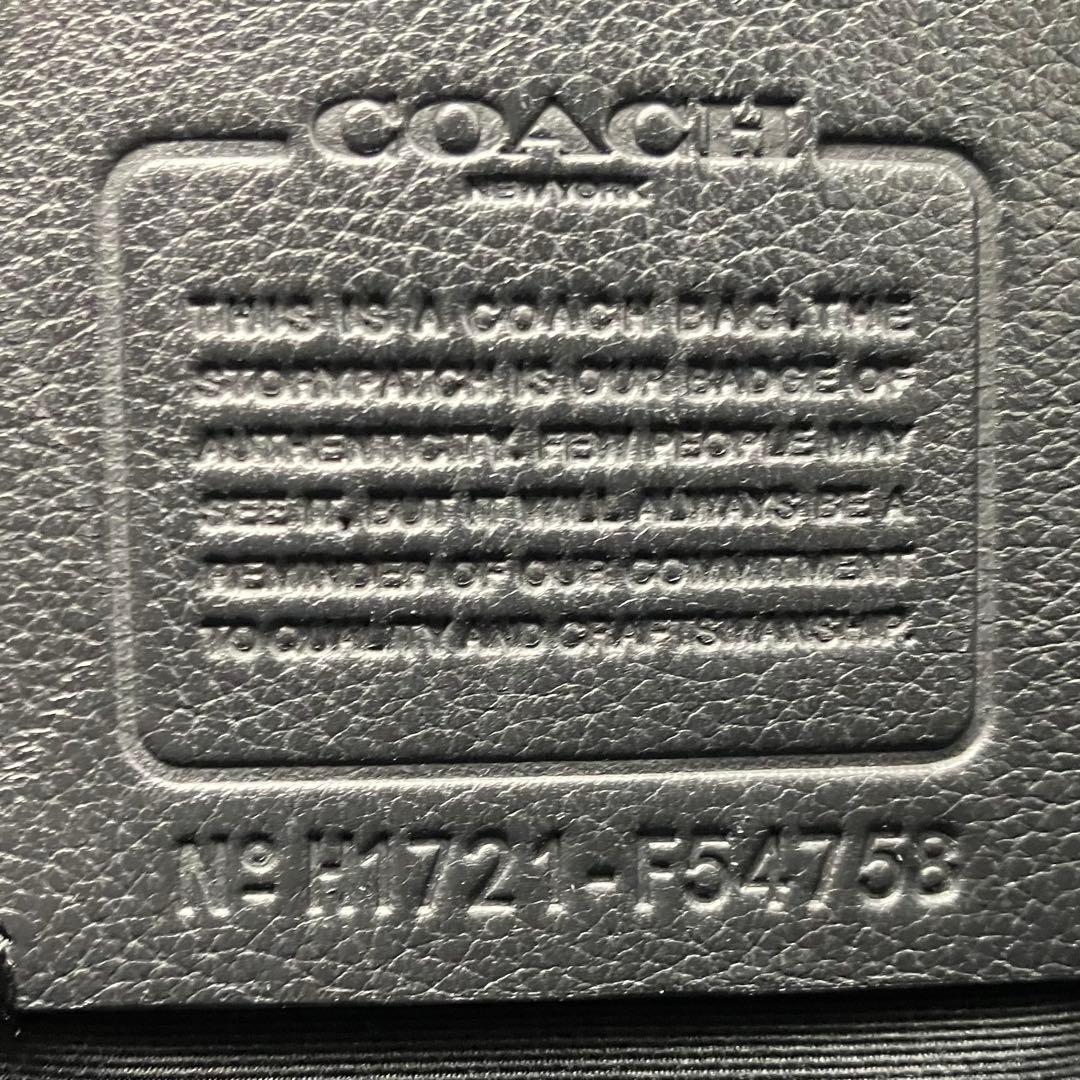 COACH
NEW YORK
THIS IS A COACH BAG. THE
STORYPATCH IS OUR BADGE OF
AUTHENTICITY. FEW PEOPLE MAY
SEE IT, BUT IT WILL ALWAYS BE A
REMINDER OF OUR COMMITMENT
TO QUALITY AND CRAFTSMANSHIP.
Nº H1721-F54758